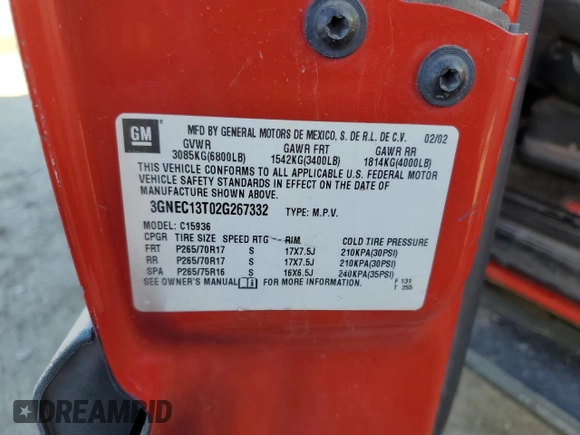 GM
MFD BY GENERAL MOTORS DE MEXICO, S. DE R.L. DE C.V. 02/02
GVWR GAWR FRT GAWR RR
3085KG(6800LB) 1542KG(3400LB) 1814KG(4000LB)
THIS VEHICLE CONFORMS TO ALL APPLICABLE U.S. FEDERAL MOTOR
VEHICLE SAFETY STANDARDS IN EFFECT ON THE DATE OF
MANUFACTURE SHOWN ABOVE.
3GNEC13T02G267332 TYPE: M.P.V.
MODEL: C15936
CPGR TIRE SIZE SPEED RTG RIM COLD TIRE PRESSURE
FRT P265/70R17 S 17X7.5J 210KPA(30PSI)
RR P265/70R17 S 17X7.5J 210KPA(30PSI)
SPA P265/75R16 S 16X6.5J 240KPA(35PSI)
SEE OWNER'S MANUAL FOR MORE INFORMATION
F 131
T 255
DREAMBID